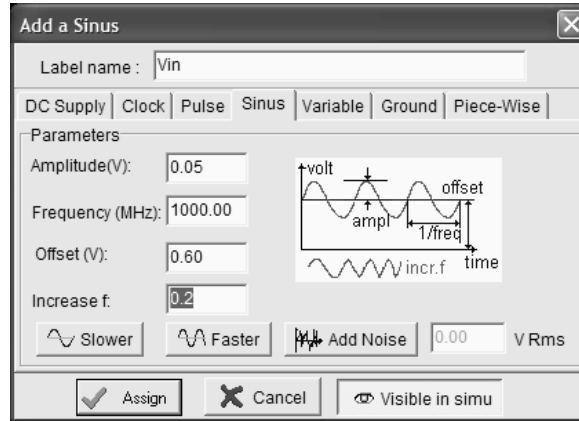 Add a Sinus
Label name : Vin
DC Supply Clock Pulse Sinus Variable Ground Piece-Wise
Parameters
Amplitude(V): 0.05
Frequency (MHz): 1000.00
Offset (V): 0.60
Increase f: 0.2
volt
offset
ampl
1/freq
time
incr.f
Slower Faster Add Noise 0.00 V Rms
Assign Cancel Visible in simu